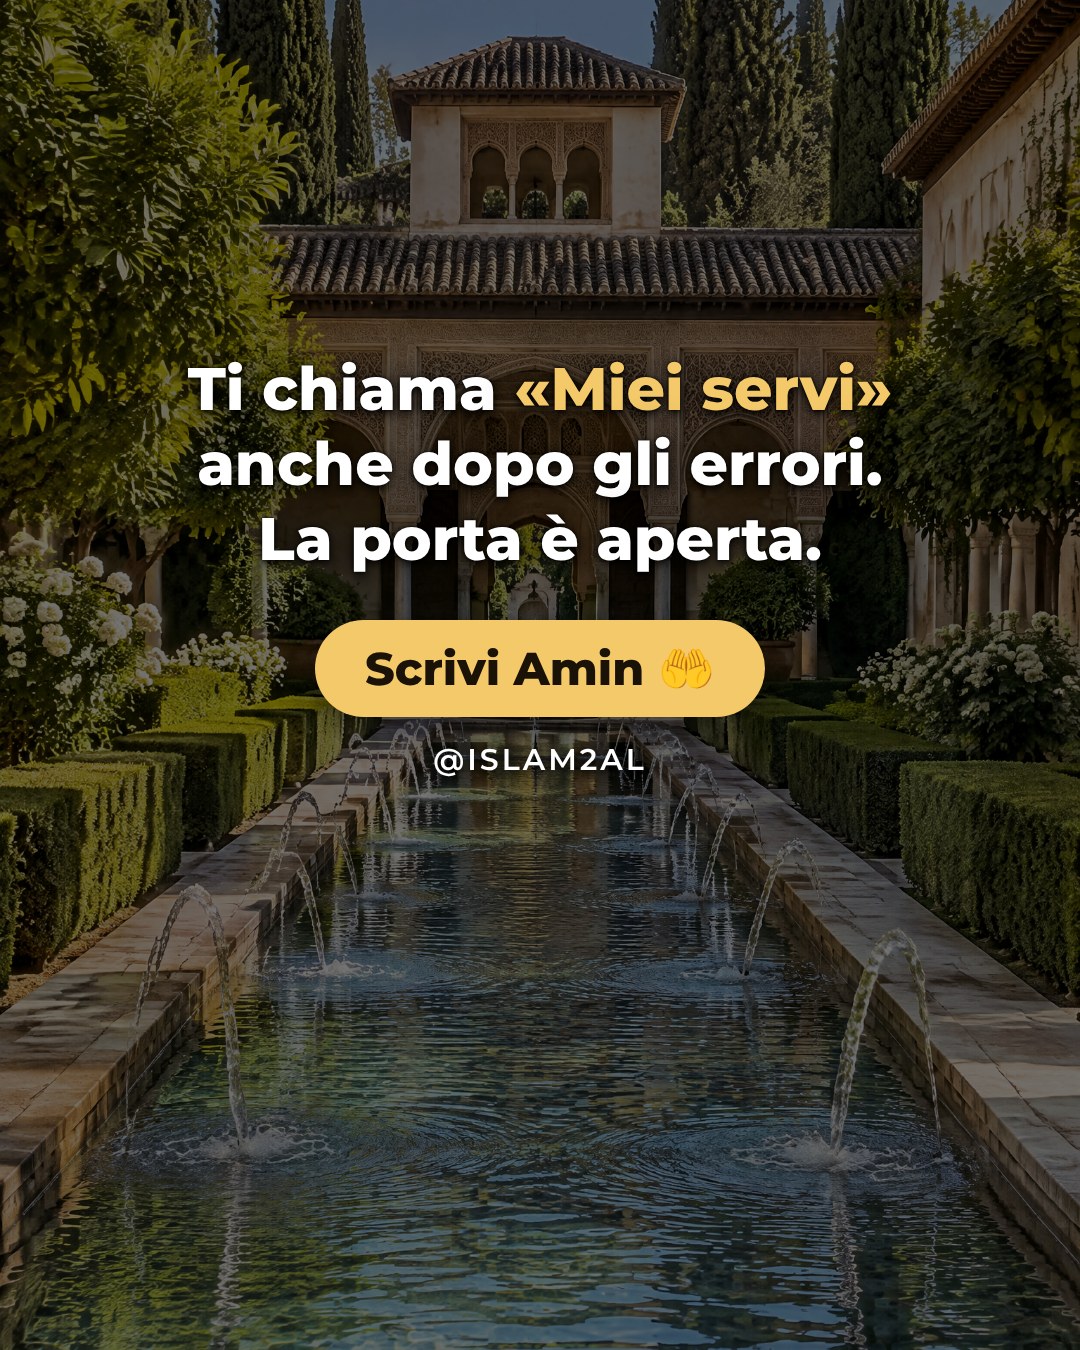 Ti chiama «Miei servi»
anche dopo gli errori.
La porta è aperta.
Scrivi Amin 🤲
@ISLAM2AL